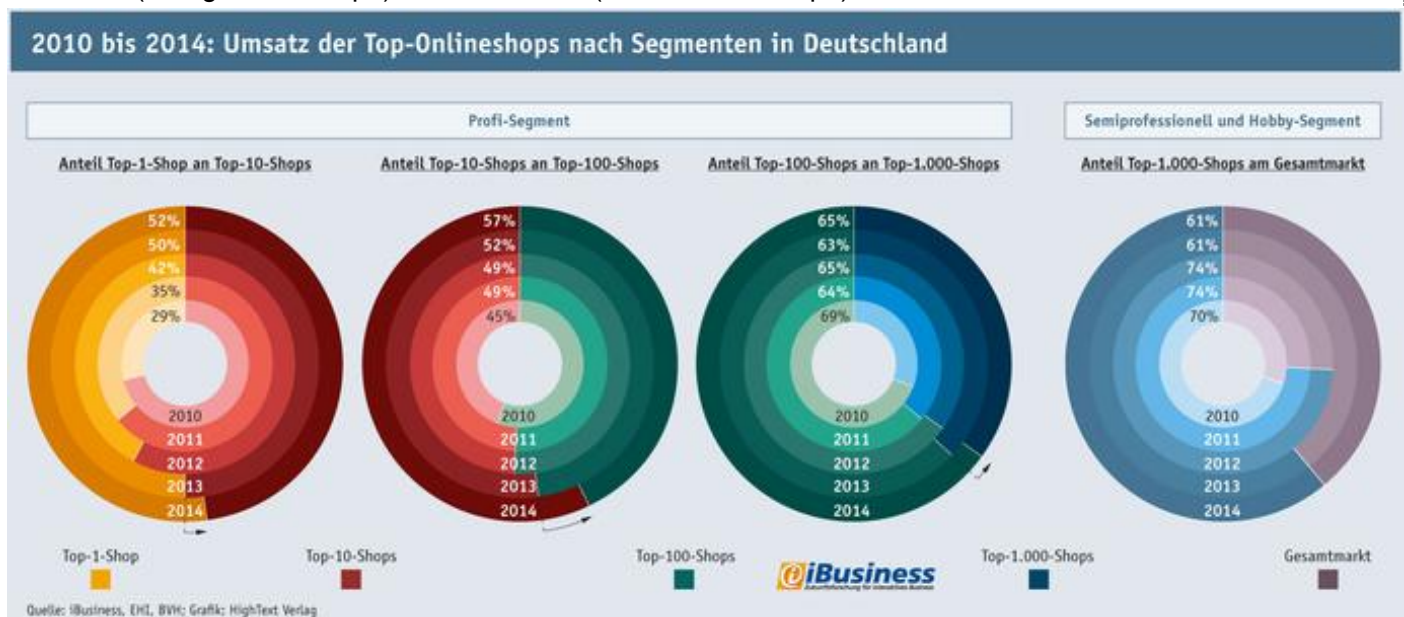 2010 bis 2014: Umsatz der Top-Onlineshops nach Segmenten in Deutschland
Profi-Segment
Semiprofessionell und Hobby-Segment
Anteil Top-1-Shop an Top-10-Shops
Anteil Top-10-Shops an Top-100-Shops
Anteil Top-100-Shops an Top-1.000-Shops
Anteil Top-1.000-Shops am Gesamtmarkt
52%
50%
42%
35%
29%
2010
2011
2012
2013
2014
57%
52%
49%
49%
45%
2010
2011
2012
2013
2014
65%
63%
65%
64%
69%
2010
2011
2012
2013
2014
61%
61%
74%
74%
70%
2010
2011
2012
2013
2014
Top-1-Shop
Top-10-Shops
Top-100-Shops
iBusiness
Zukunftsforschung für interaktives Business
Top-1.000-Shops
Gesamtmarkt
Quelle: iBusiness, EHI, BVH; Grafik: HighText Verlag